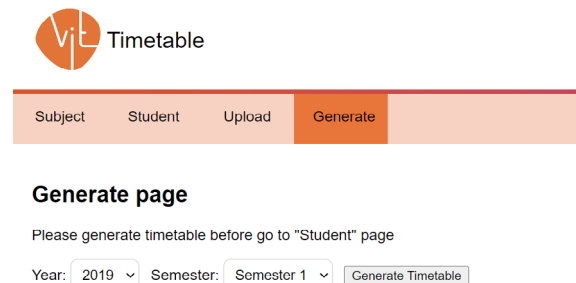 Vit Timetable
Subject Student Upload Generate
Generate page
Please generate timetable before go to "Student" page
Year: 2019 Semester: Semester 1 Generate Timetable